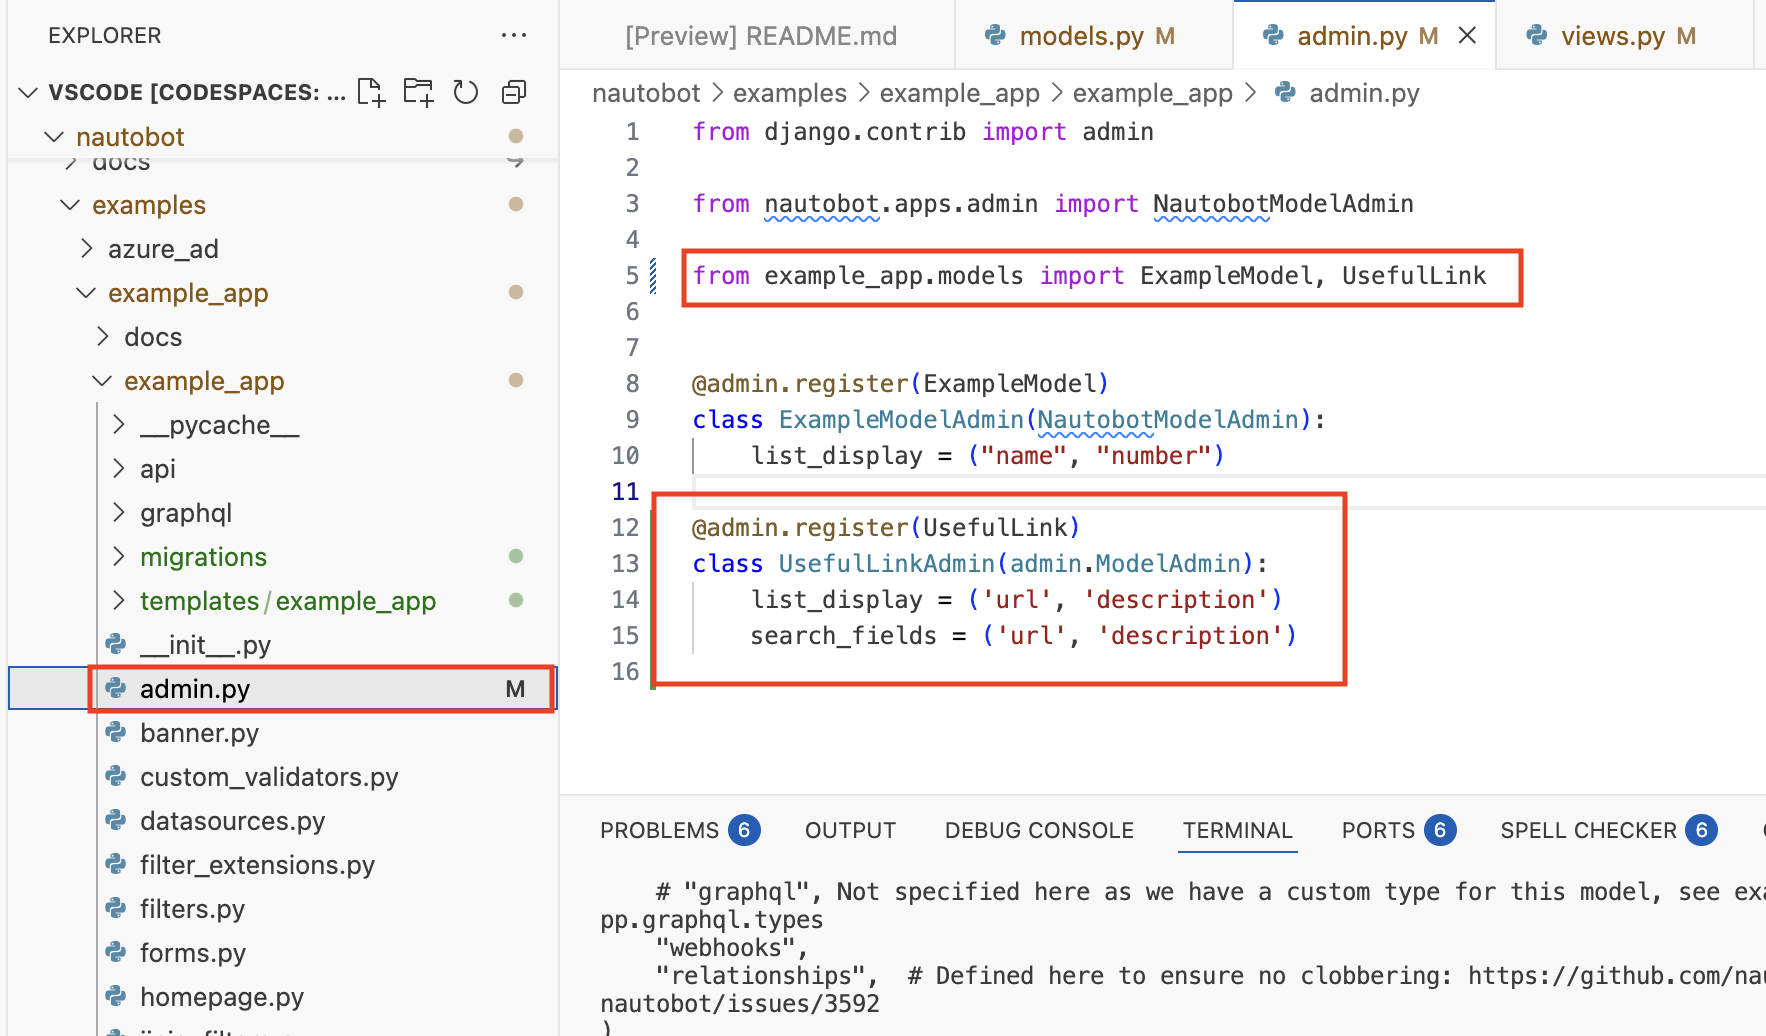 EXPLORER ...
VSCODE [CODESPACES: ...
nautobot
docs
examples
azure_ad
example_app
docs
example_app
__pycache__
api
graphql
migrations
templates/example_app
__init__.py
admin.py M
banner.py
custom_validators.py
datasources.py
filter_extensions.py
filters.py
forms.py
homepage.py
[Preview] README.md models.py M admin.py M views.py M
nautobot > examples > example_app > example_app > admin.py
1 from django.contrib import admin
2
3 from nautobot.apps.admin import NautobotModelAdmin
4
5 from example_app.models import ExampleModel, UsefulLink
6
7
8 @admin.register(ExampleModel)
9 class ExampleModelAdmin(NautobotModelAdmin):
10 list_display = ("name", "number")
11
12 @admin.register(UsefulLink)
13 class UsefulLinkAdmin(admin.ModelAdmin):
14 list_display = ('url', 'description')
15 search_fields = ('url', 'description')
16
PROBLEMS 6 OUTPUT DEBUG CONSOLE TERMINAL PORTS 6 SPELL CHECKER 6
# "graphql", Not specified here as we have a custom type for this model, see exa
pp.graphql.types
"webhooks",
"relationships", # Defined here to ensure no clobbering: https://github.com/nau
nautobot/issues/3592
)